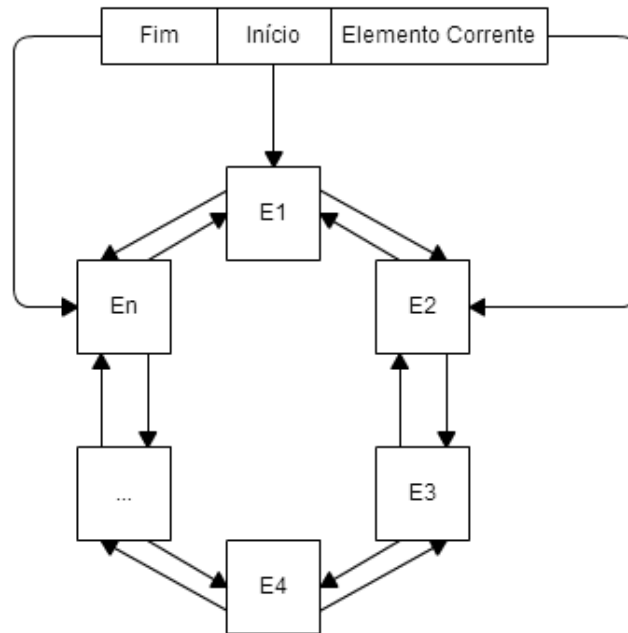 Fim Início Elemento Corrente
E1
En E2
... E3
E4